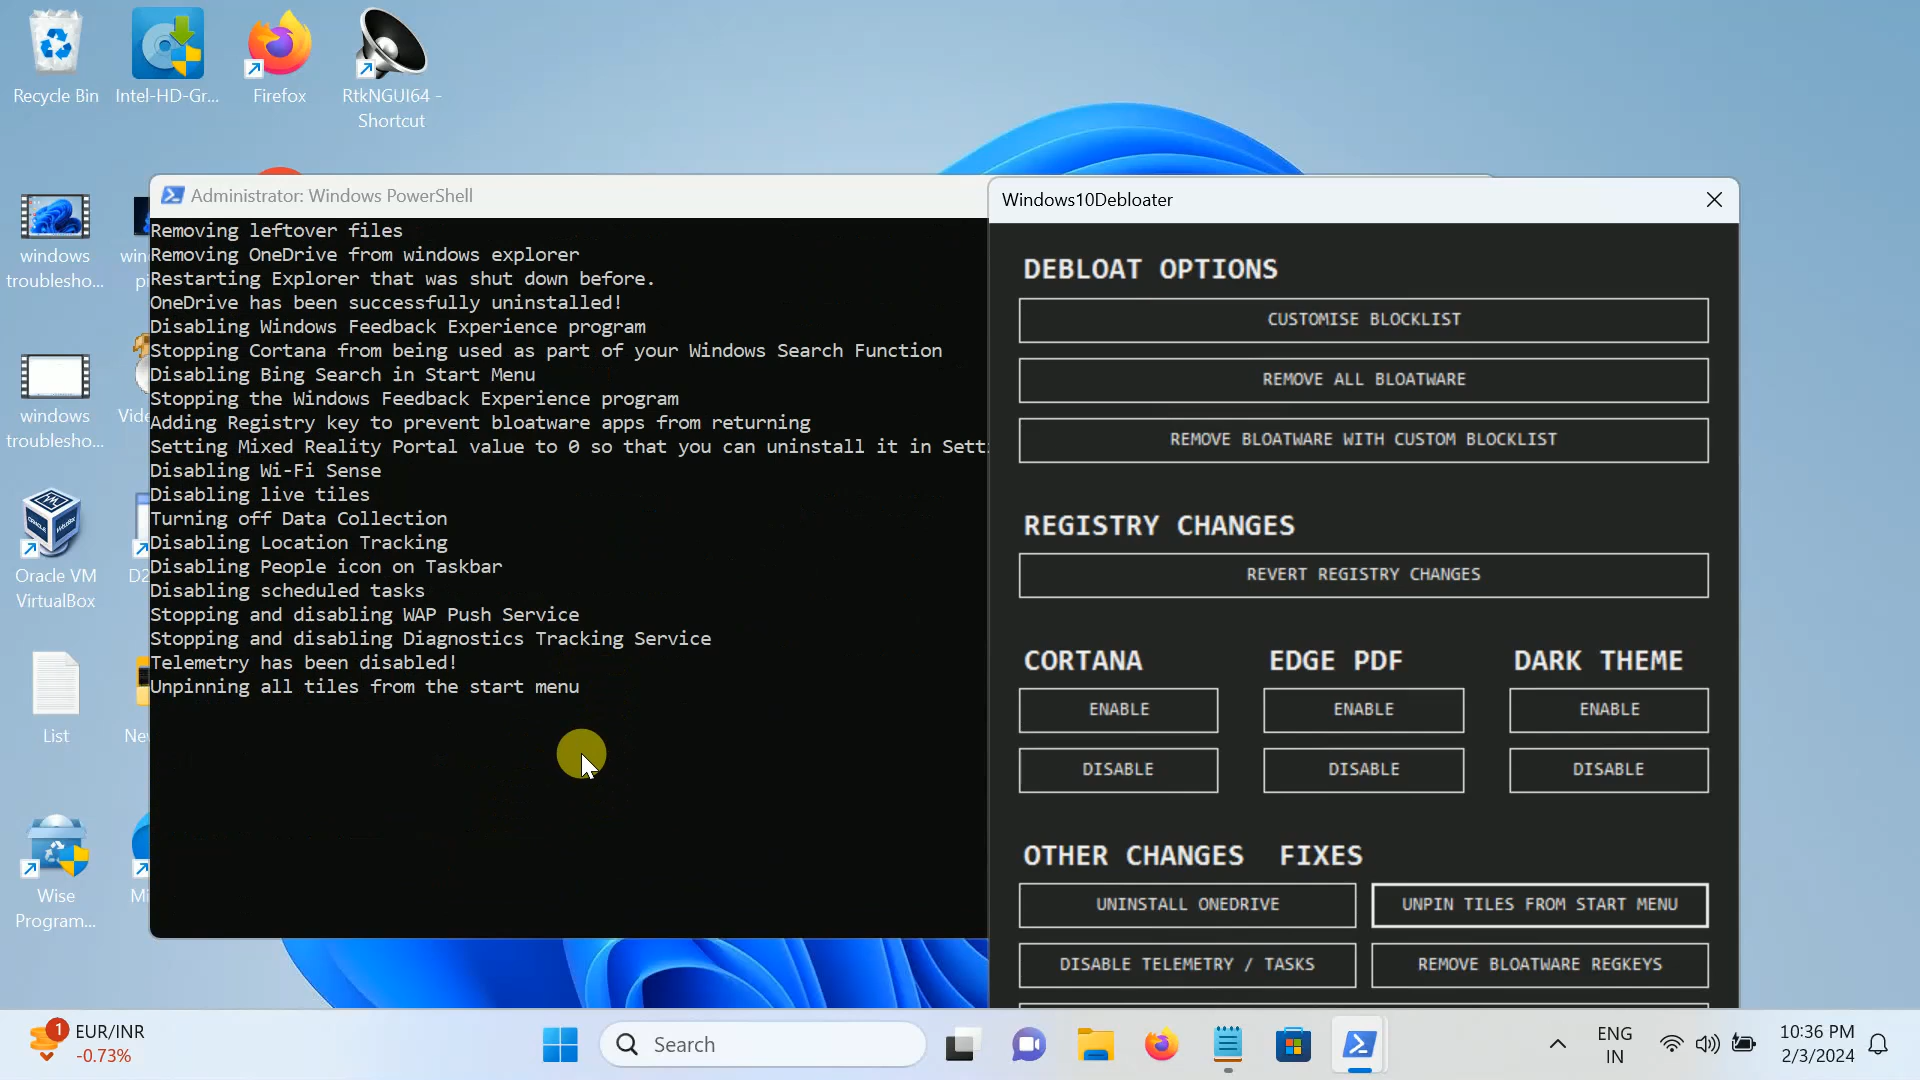 Recycle Bin
Intel-HD-Gr...
Firefox
RtkNGUI64 -
Shortcut
windows
troublesho...
windows
troublesho...
Oracle VM
VirtualBox
List
Wise
Program...
Administrator: Windows PowerShell
Removing leftover files
Removing OneDrive from windows explorer
Restarting Explorer that was shut down before.
OneDrive has been successfully uninstalled!
Disabling Windows Feedback Experience program
Stopping Cortana from being used as part of your Windows Search Function
Disabling Bing Search in Start Menu
Stopping the Windows Feedback Experience program
Adding Registry key to prevent bloatware apps from returning
Setting Mixed Reality Portal value to 0 so that you can uninstall it in Sett
Disabling Wi-Fi Sense
Disabling live tiles
Turning off Data Collection
Disabling Location Tracking
Disabling People icon on Taskbar
Disabling scheduled tasks
Stopping and disabling WAP Push Service
Stopping and disabling Diagnostics Tracking Service
Telemetry has been disabled!
Unpinning all tiles from the start menu
Windows10Debloater
DEBLOAT OPTIONS
CUSTOMISE BLOCKLIST
REMOVE ALL BLOATWARE
REMOVE BLOATWARE WITH CUSTOM BLOCKLIST
REGISTRY CHANGES
REVERT REGISTRY CHANGES
CORTANA EDGE PDF DARK THEME
ENABLE ENABLE ENABLE
DISABLE DISABLE DISABLE
OTHER CHANGES FIXES
UNINSTALL ONEDRIVE UNPIN TILES FROM START MENU
DISABLE TELEMETRY / TASKS REMOVE BLOATWARE REGKEYS
1
EUR/INR
-0.73%
Search
ENG
IN
10:36 PM
2/3/2024